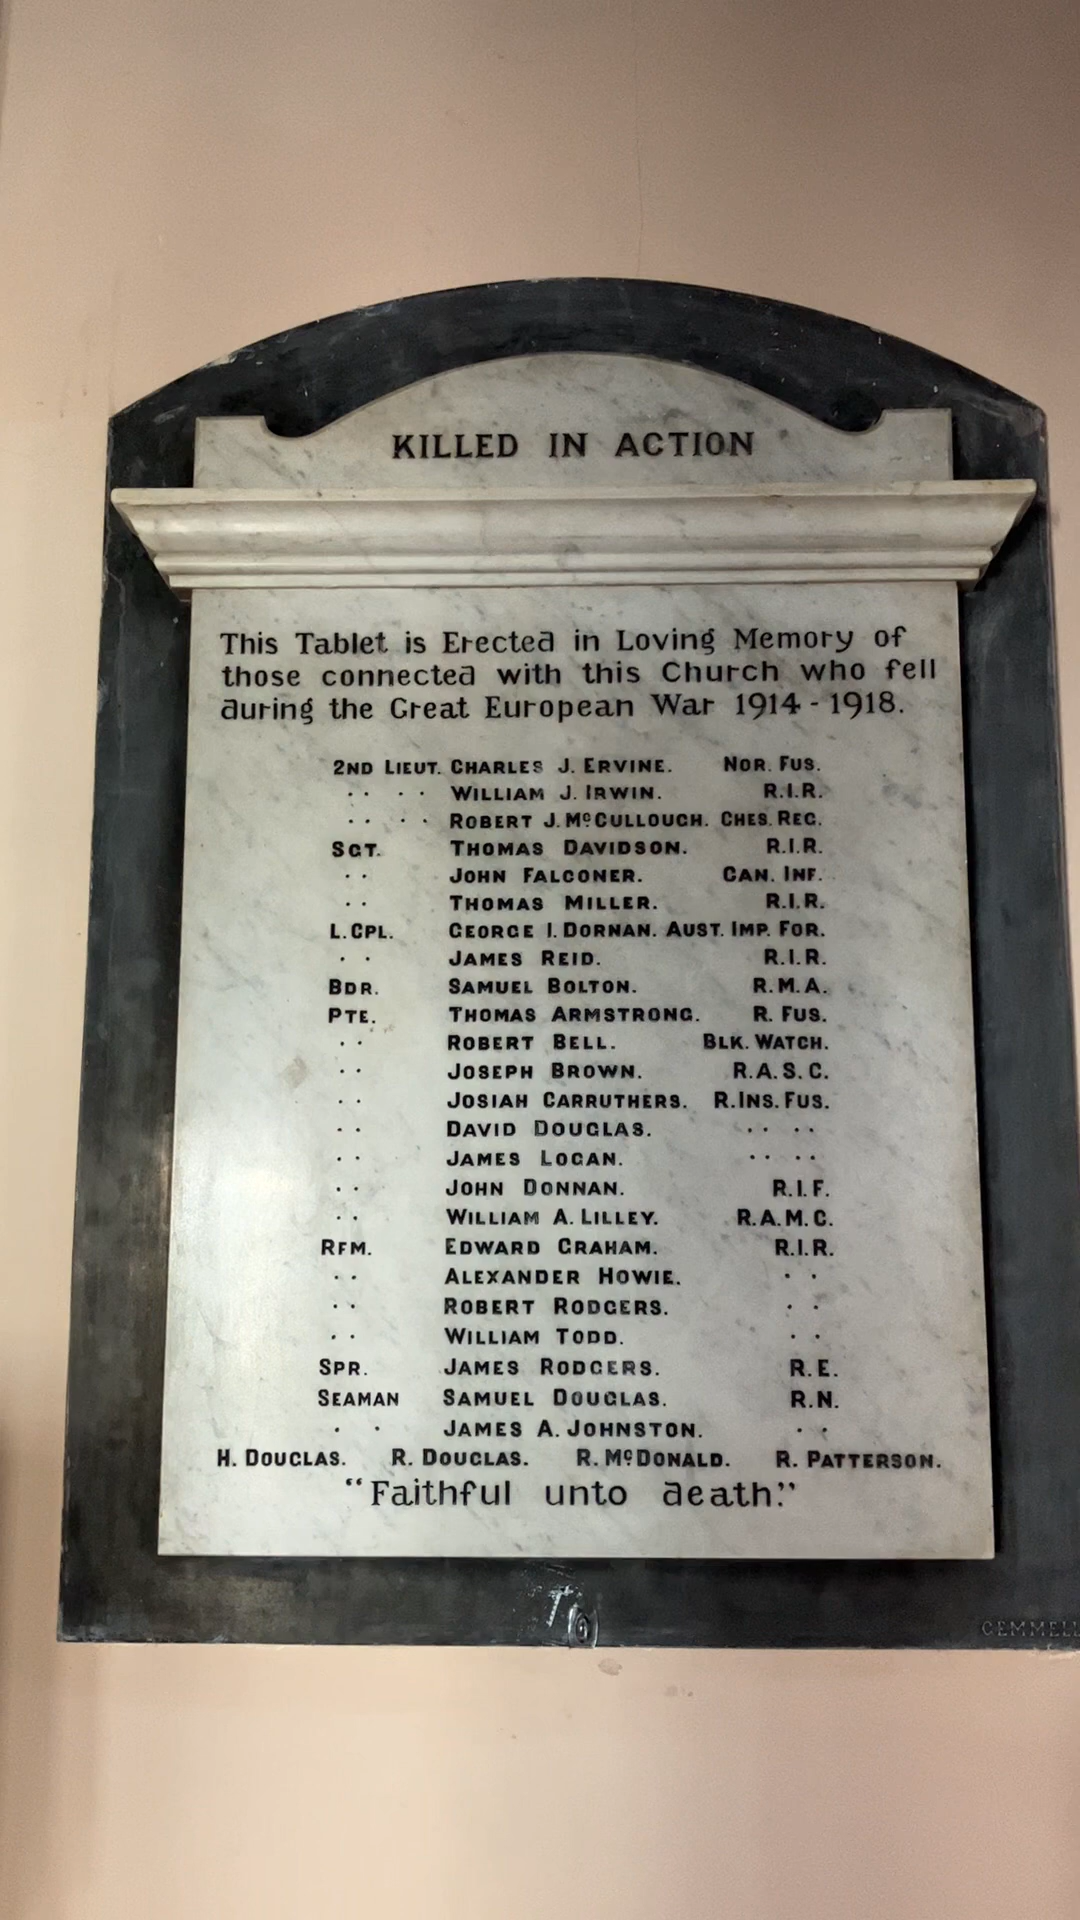 KILLED IN ACTION
This Tablet is Erected in Loving Memory of
those connected with this Church who fell
during the Great European War 1914 - 1918.
2ND LIEUT. CHARLES J. ERVINE. NOR. FUS.
·· ·· WILLIAM J. IRWIN. R.I.R.
·· ·· ROBERT J. McCULLOUGH. CHES. REG.
SGT. THOMAS DAVIDSON. R.I.R.
·· JOHN FALCONER. CAN. INF.
·· THOMAS MILLER. R.I.R.
L.CPL. GEORGE I. DORNAN. AUST. IMP. FOR.
·· JAMES REID. R.I.R.
BDR. SAMUEL BOLTON. R.M.A.
PTE. THOMAS ARMSTRONG. R. FUS.
·· ROBERT BELL. BLK. WATCH.
·· JOSEPH BROWN. R.A.S.C.
·· JOSIAH CARRUTHERS. R. INS. FUS.
·· DAVID DOUGLAS. ·· ··
·· JAMES LOGAN. ·· ··
·· JOHN DONNAN. R.I.F.
·· WILLIAM A. LILLEY. R.A.M.C.
RFM. EDWARD GRAHAM. R.I.R.
·· ALEXANDER HOWIE. ··
·· ROBERT RODGERS. ··
·· WILLIAM TODD. ··
SPR. JAMES RODGERS. R.E.
SEAMAN SAMUEL DOUGLAS. R.N.
·· JAMES A. JOHNSTON. ··
H. DOUGLAS. R. DOUGLAS. R. McDONALD. R. PATTERSON.
"Faithful unto death."
GEMMELL